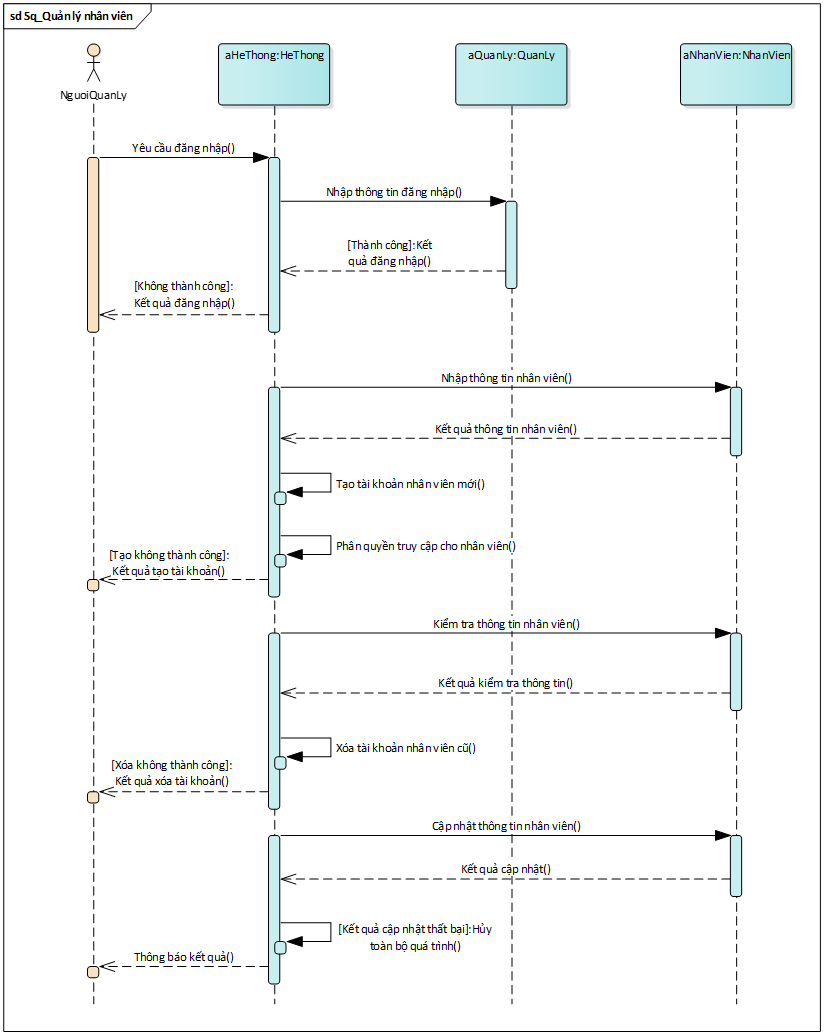 sd Sq_Quản lý nhân viên
NguoiQuanLy
aHeThong:HeThong
aQuanLy:QuanLy
aNhanVien:NhanVien
Yêu cầu đăng nhập()
Nhập thông tin đăng nhập()
[Thành công]:Kết
quả đăng nhập()
[Không thành công]:
Kết quả đăng nhập()
Nhập thông tin nhân viên()
Kết quả thông tin nhân viên()
Tạo tài khoản nhân viên mới()
Phân quyền truy cập cho nhân viên()
[Tạo không thành công]:
Kết quả tạo tài khoản()
Kiểm tra thông tin nhân viên()
Kết quả kiểm tra thông tin()
Xóa tài khoản nhân viên cũ()
[Xóa không thành công]:
Kết quả xóa tài khoản()
Cập nhật thông tin nhân viên()
Kết quả cập nhật()
[Kết quả cập nhật thất bại]:Hủy
toàn bộ quá trình()
Thông báo kết quả()